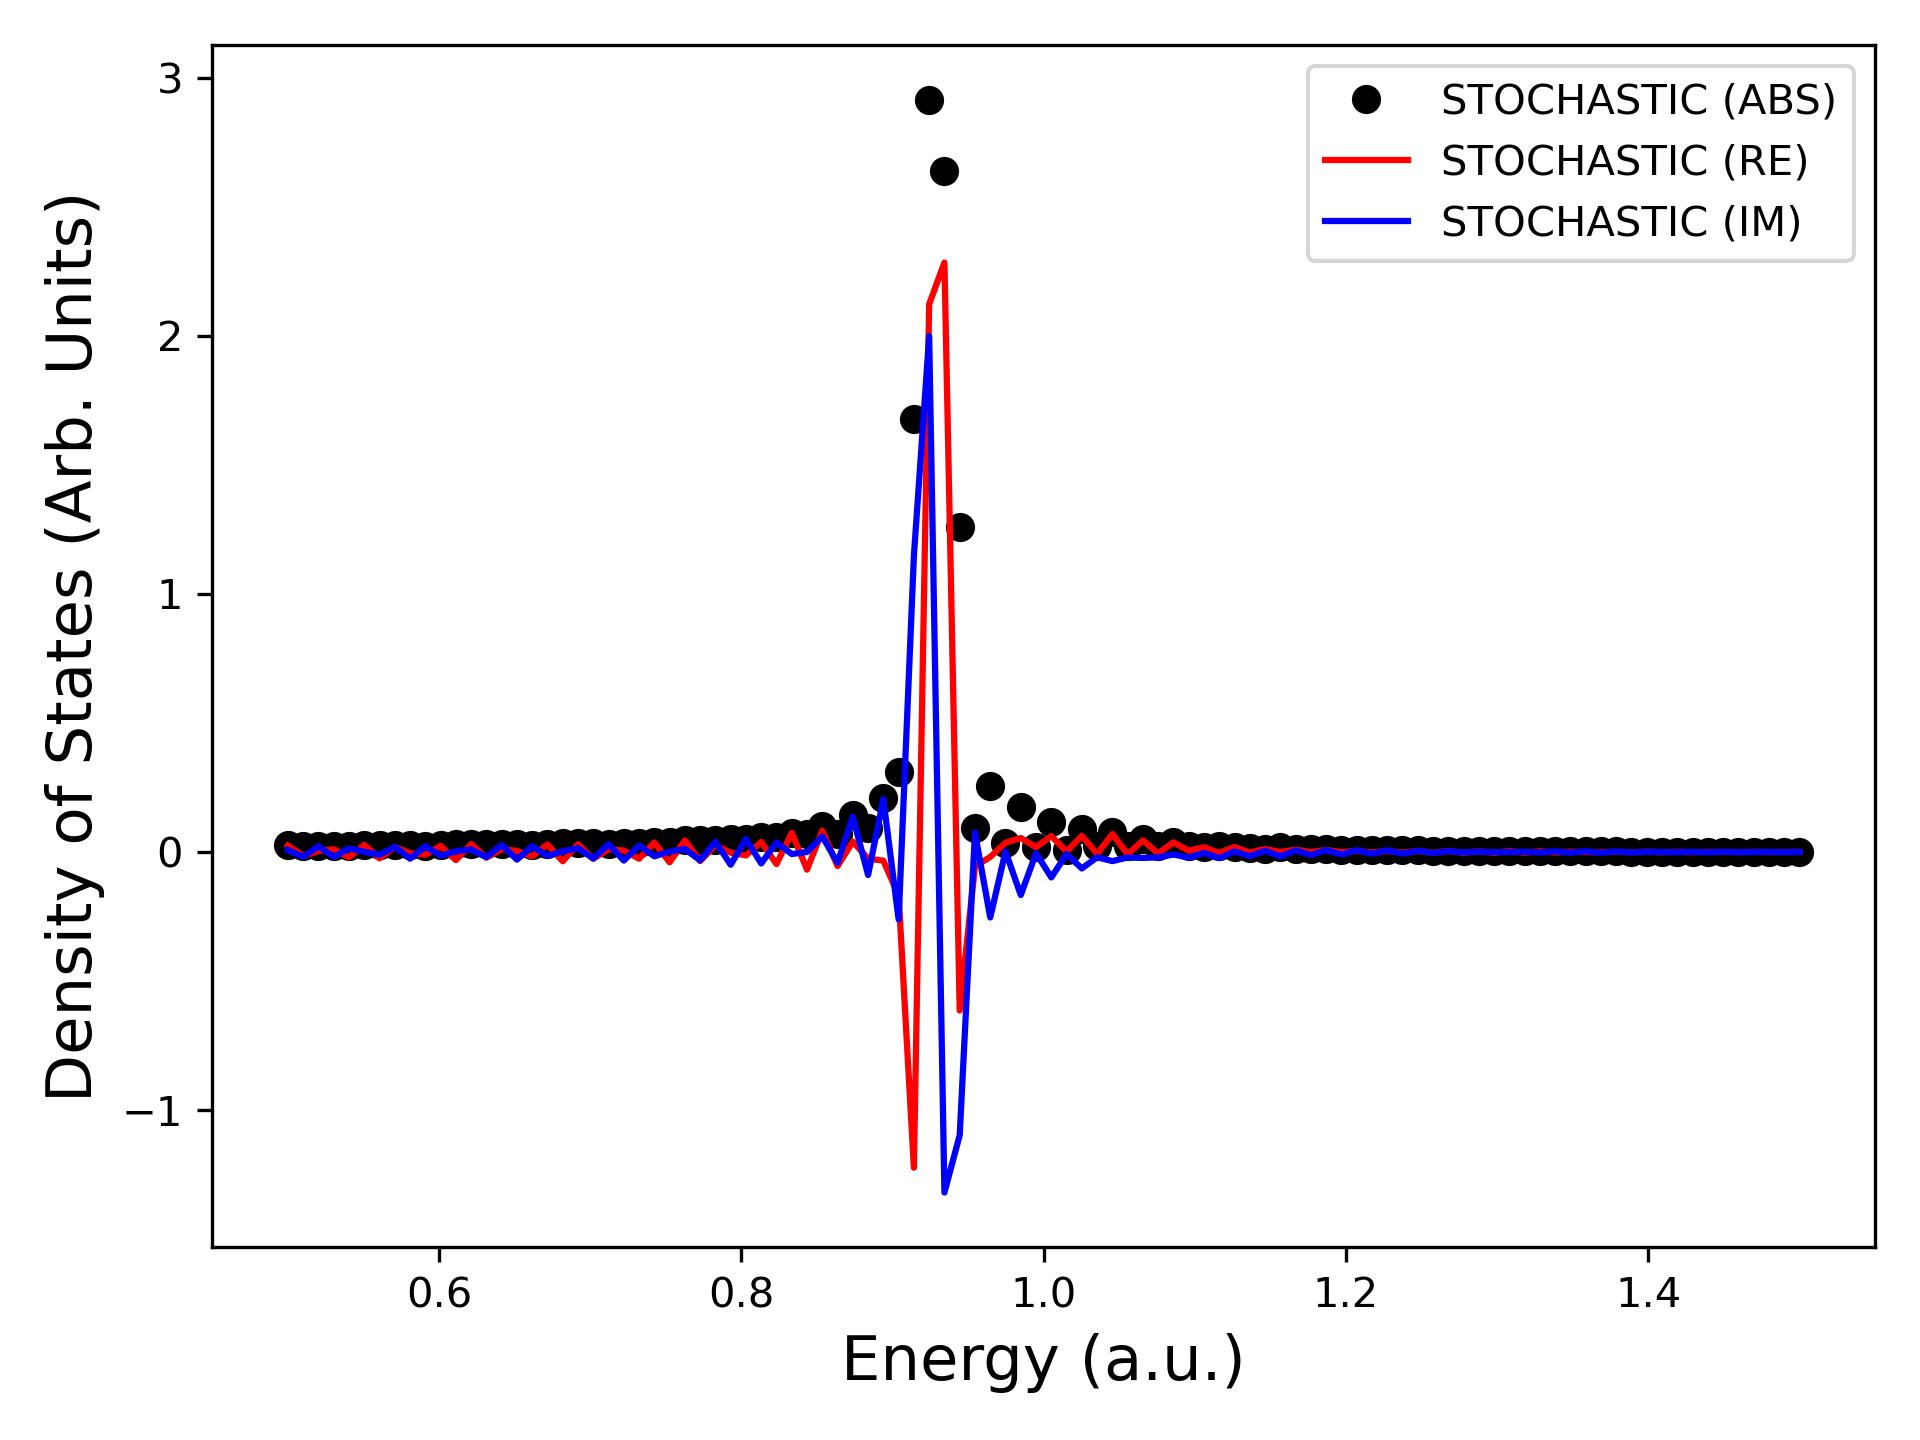 STOCHASTIC (ABS)
STOCHASTIC (RE)
STOCHASTIC (IM)
Density of States (Arb. Units)
3
2
1
0
−1
0.6 0.8 1.0 1.2 1.4
Energy (a.u.)